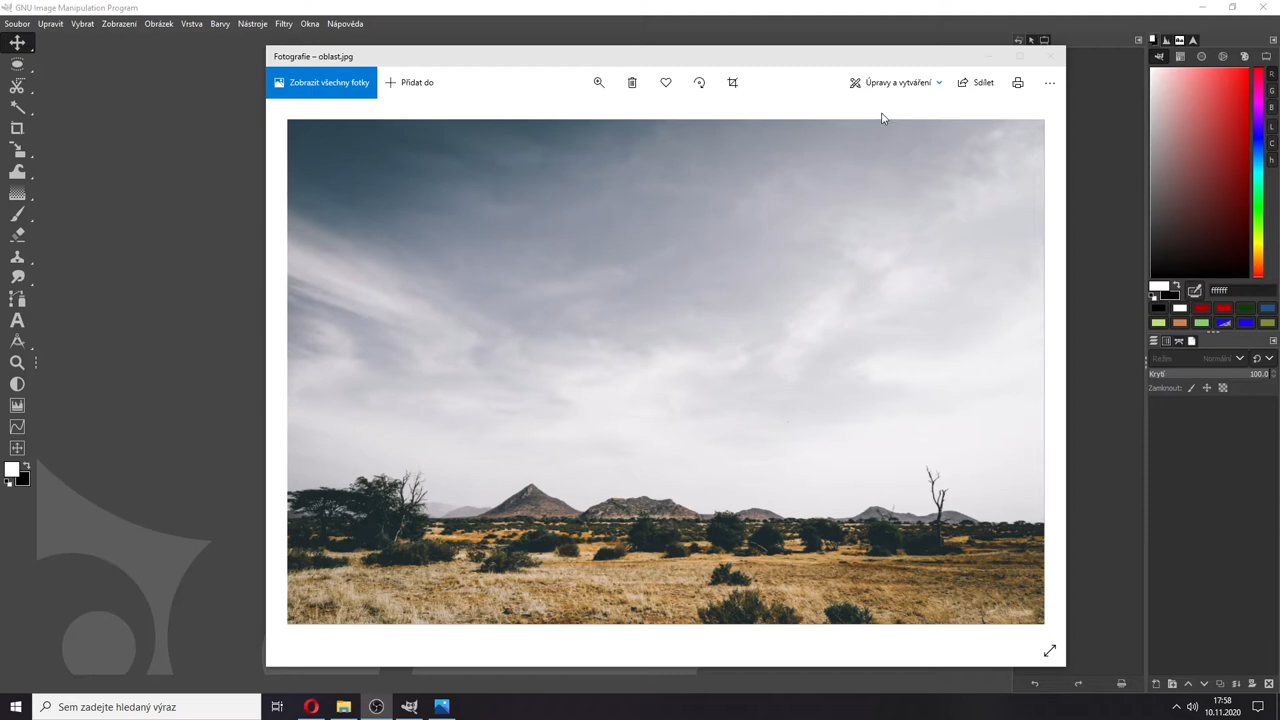 GNU Image Manipulation Program
Soubor Upravit Vybrat Zobrazení Obrázek Vrstva Barvy Nástroje Filtry Okna Nápověda
Fotografie – oblast.jpg
Zobrazit všechny fotky
Přidat do
Úpravy a vytváření
Sdílet
R
G
B
L
C
h
ffffff
Režim Normální
Krytí 100.0
Zamknout:
Sem zadejte hledaný výraz
17:58
10.11.2020